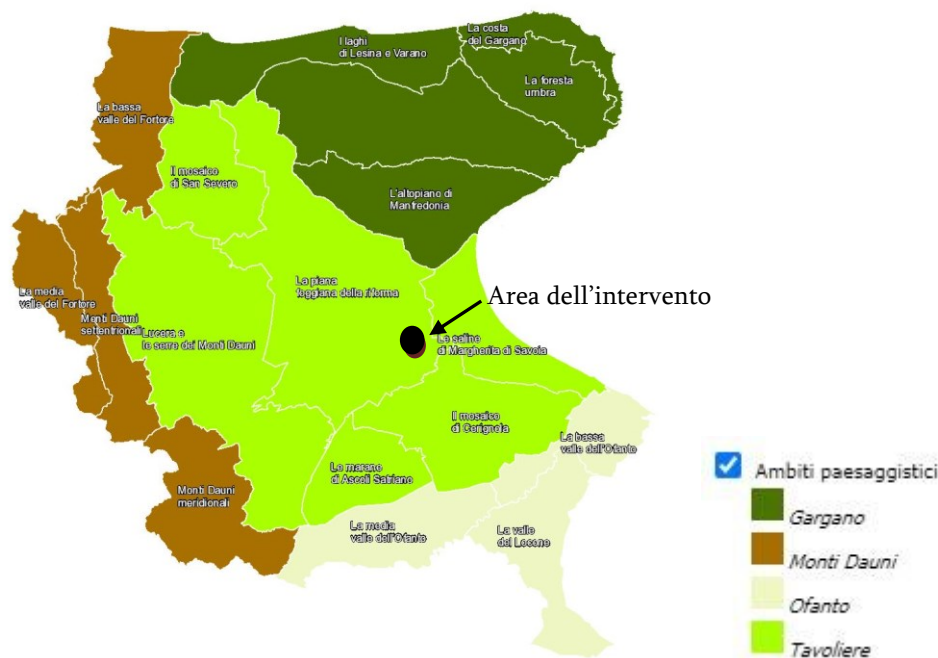 La costa
del Gargano
I laghi
di Lesina e Varano
La foresta
umbra
La bassa
valle del Fortore
Il mosaico
di San Severo
L'altopiano di
Manfredonia
La piana
foggiana della riforma
Area dell'intervento
La media
valle del Fortore
Monti Dauni
settentrionali
Lucera e
le serre dei Monti Dauni
Le saline
di Margherita di Savoia
Il mosaico
di Cerignola
La bassa
valle dell'Ofanto
Le marane
di Ascoli Satriano
Monti Dauni
meridionali
La media
valle dell'Ofanto
La valle
del Locone
Ambiti paesaggistici
Gargano
Monti Dauni
Ofanto
Tavoliere